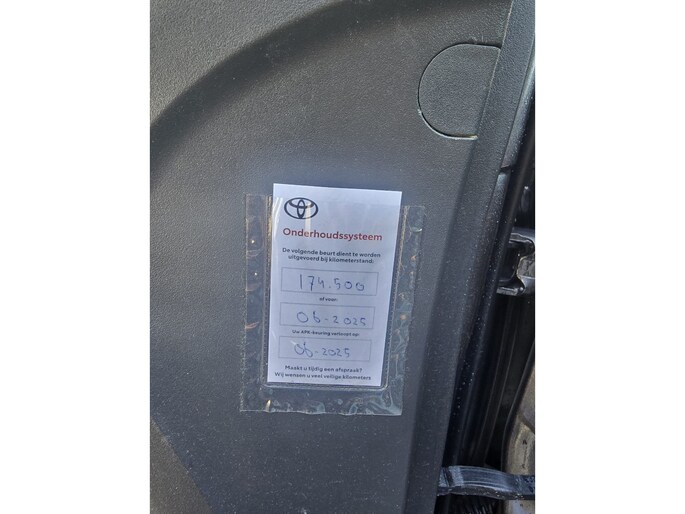 Onderhoudssysteem
De volgende beurt dient te worden
uitgevoerd bij kilometerstand:
174.500
of voor:
06-2025
Uw APK-keuring verloopt op:
06-2025
Maakt u tijdig een afspraak?
Wij wensen u veel veilige kilometers